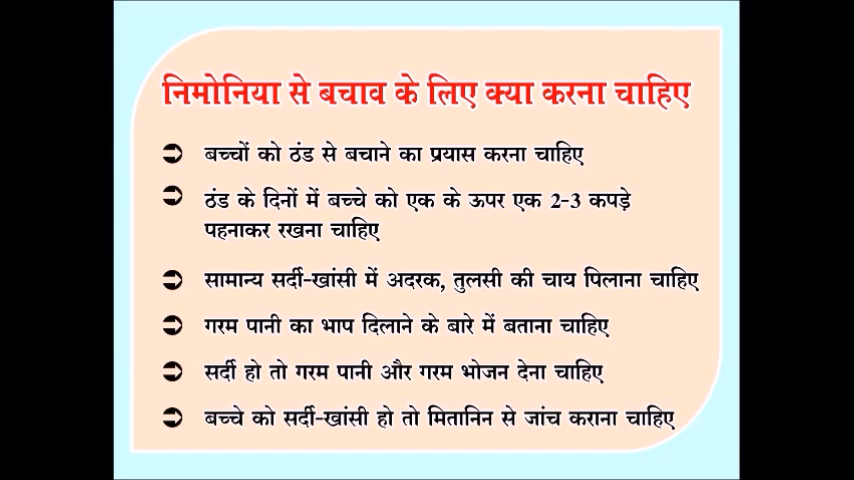 निमोनिया से बचाव के लिए क्या करना चाहिए
बच्चों को ठंड से बचाने का प्रयास करना चाहिए
ठंड के दिनों में बच्चे को एक के ऊपर एक 2-3 कपड़े
पहनाकर रखना चाहिए
सामान्य सर्दी-खांसी में अदरक, तुलसी की चाय पिलाना चाहिए
गरम पानी का भाप दिलाने के बारे में बताना चाहिए
सर्दी हो तो गरम पानी और गरम भोजन देना चाहिए
बच्चे को सर्दी-खांसी हो तो मितानिन से जांच कराना चाहिए